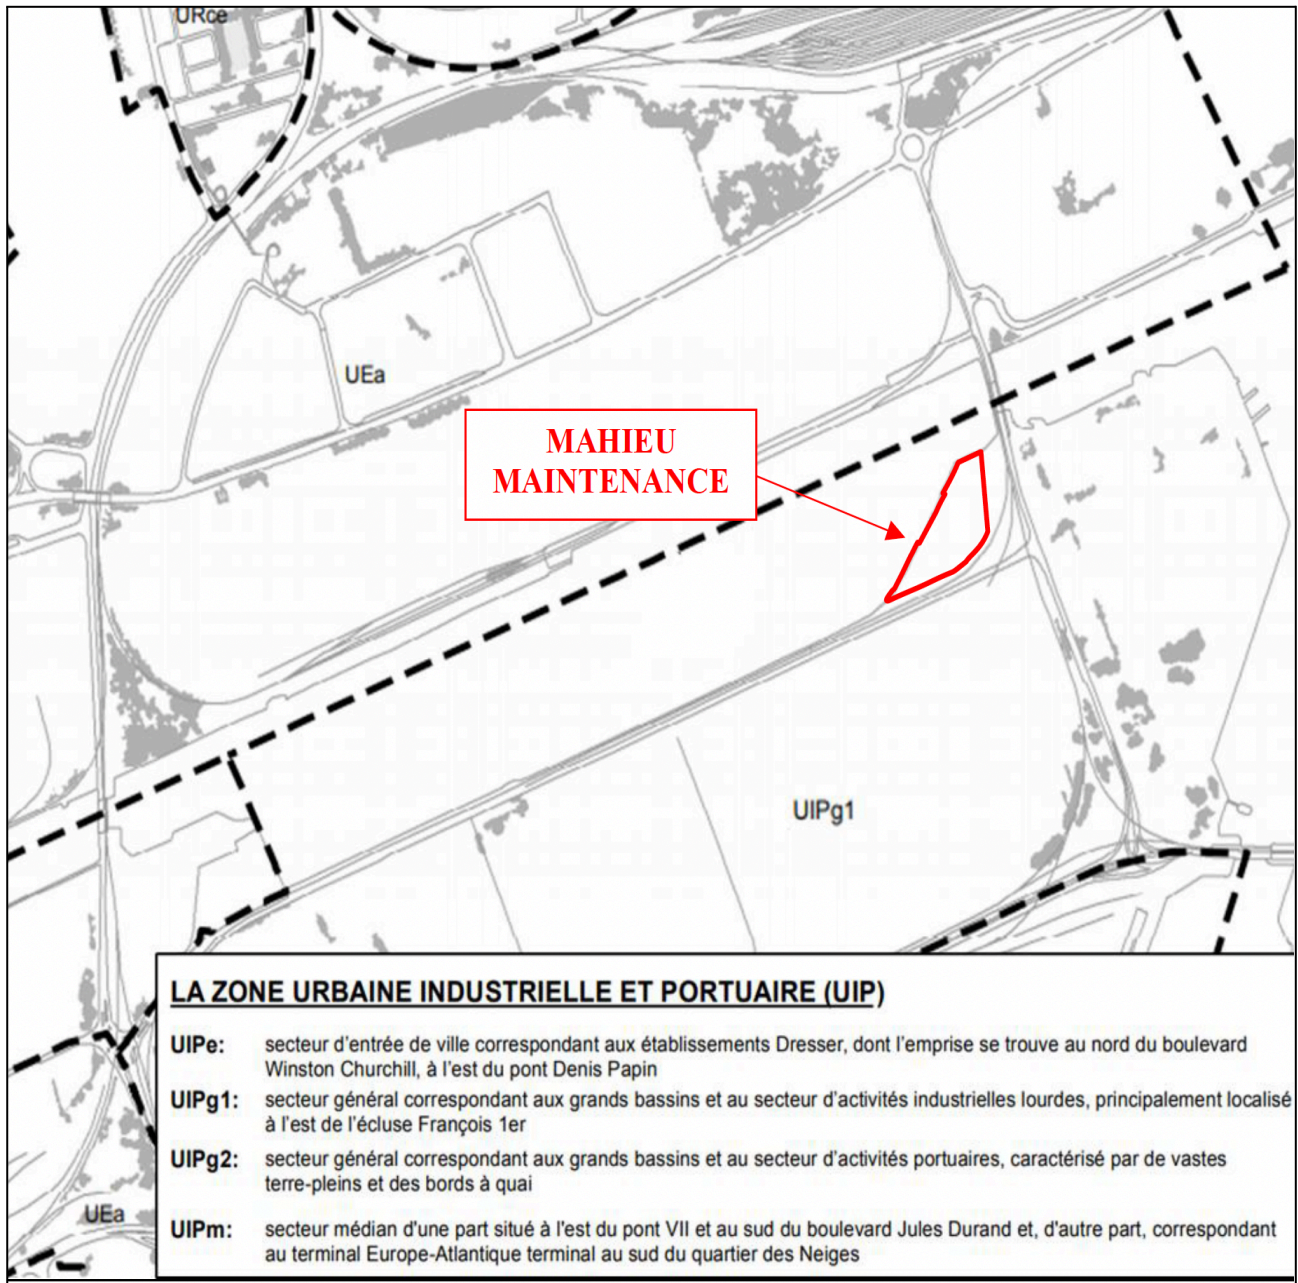 URce
UEa
MAHIEU
MAINTENANCE
UIPg1
LA ZONE URBAINE INDUSTRIELLE ET PORTUAIRE (UIP)
UIPe: secteur d'entrée de ville correspondant aux établissements Dresser, dont l'emprise se trouve au nord du boulevard
Winston Churchill, à l'est du pont Denis Papin
UIPg1: secteur général correspondant aux grands bassins et au secteur d'activités industrielles lourdes, principalement localisé
à l'est de l'écluse François 1er
UIPg2: secteur général correspondant aux grands bassins et au secteur d'activités portuaires, caractérisé par de vastes
terre-pleins et des bords à quai
UEa
UIPm: secteur médian d'une part situé à l'est du pont VII et au sud du boulevard Jules Durand et, d'autre part, correspondant
au terminal Europe-Atlantique terminal au sud du quartier des Neiges